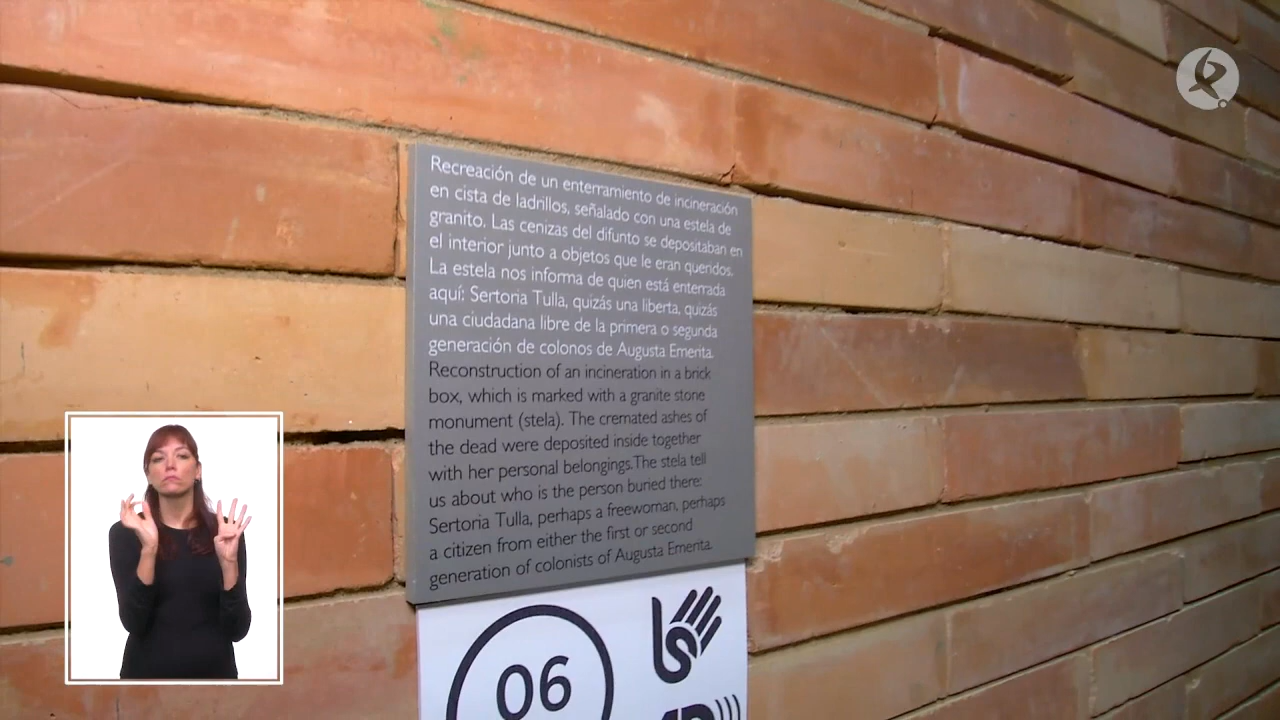 Recreación de un enterramiento de incineración
en cista de ladrillos, señalado con una estela de
granito. Las cenizas del difunto se depositaban en
el interior junto a objetos que le eran queridos.
La estela nos informa de quien está enterrada
aquí: Sertoria Tulla, quizás una liberta, quizás
una ciudadana libre de la primera o segunda
generación de colonos de Augusta Emerita.
Reconstruction of an incineration in a brick
box, which is marked with a granite stone
monument (stela). The cremated ashes of
the dead were deposited inside together
with her personal belongings.The stela tell
us about who is the person buried there:
Sertoria Tulla, perhaps a freewoman, perhaps
a citizen from either the first or second
generation of colonists of Augusta Emerita.
06